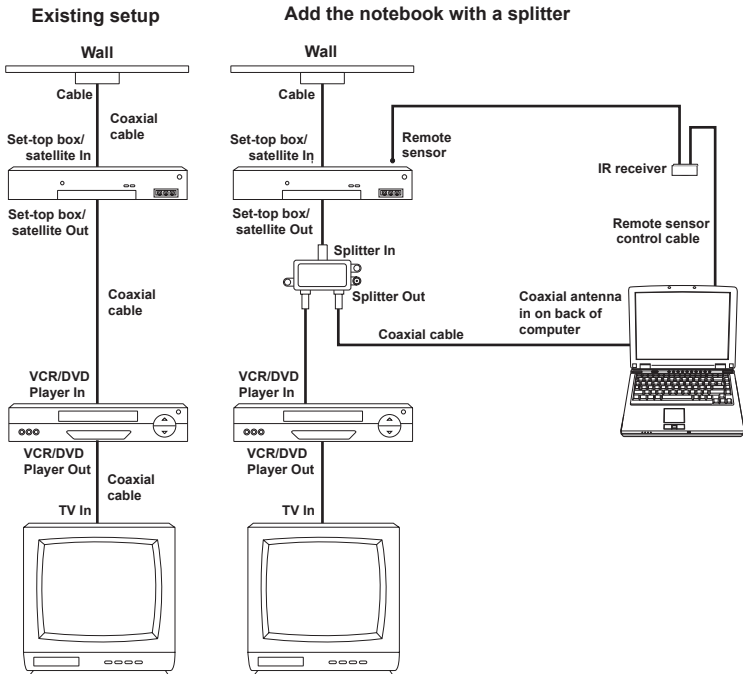 Existing setup
Wall
Cable
Coaxial
cable
Set-top box/
satellite In
Set-top box/
satellite Out
Coaxial
cable
VCR/DVD
Player In
VCR/DVD
Player Out
Coaxial
cable
TV In
Add the notebook with a splitter
Wall
Cable
Set-top box/
satellite In
Remote
sensor
IR receiver
Set-top box/
satellite Out
Remote sensor
control cable
Splitter In
Splitter Out
Coaxial antenna
in on back of
computer
Coaxial cable
VCR/DVD
Player In
VCR/DVD
Player Out
TV In